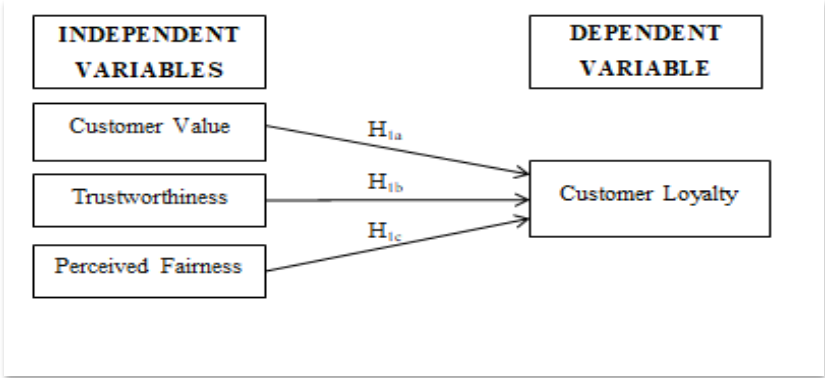 INDEPENDENT
VARIABLES
DEPENDENT
VARIABLE
Customer Value
H1a
Trustworthiness
H1b
Customer Loyalty
H1c
Perceived Fairness